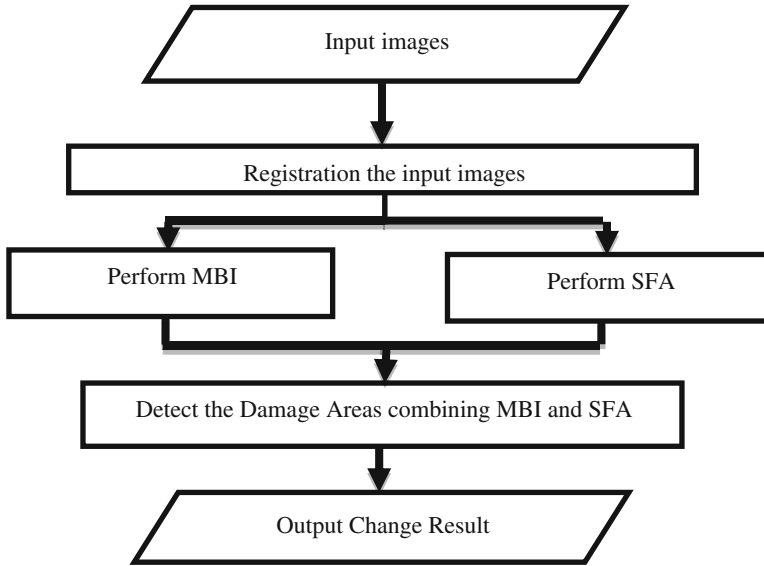 Input images
Registration the input images
Perform MBI
Perform SFA
Detect the Damage Areas combining MBI and SFA
Output Change Result